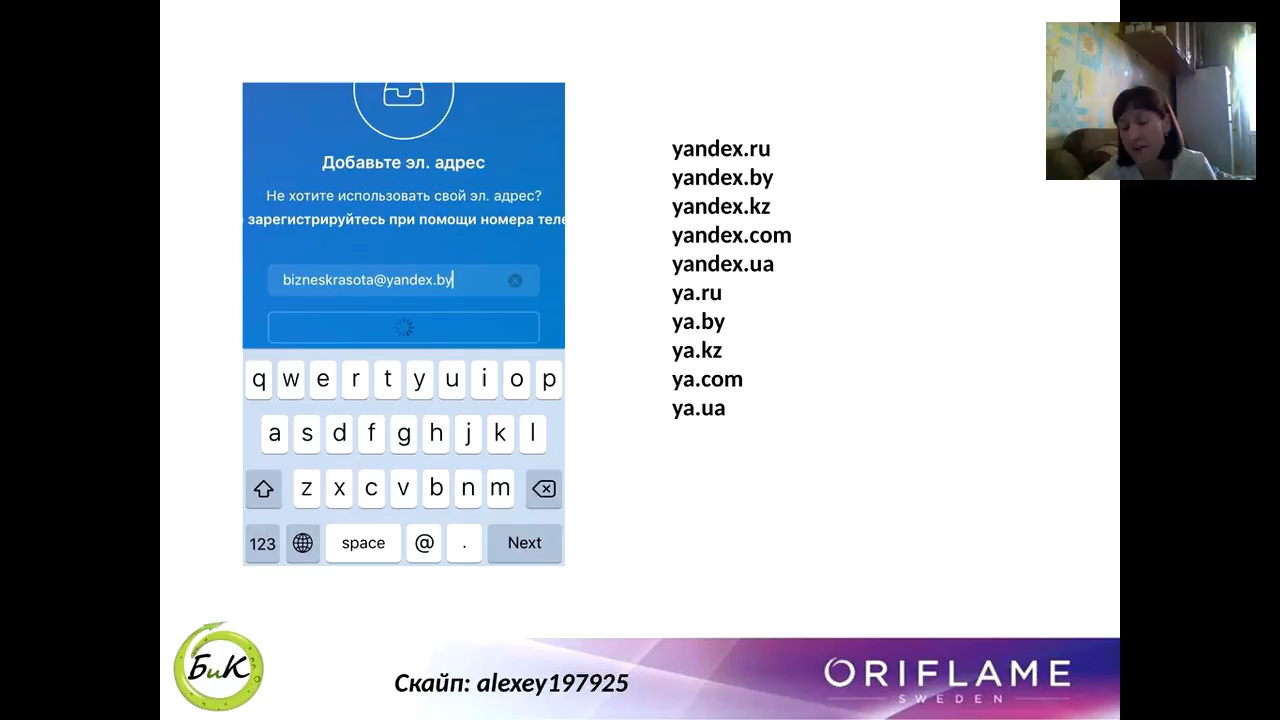 Добавьте эл. адрес
Не хотите использовать свой эл. адрес?
зарегистрируйтесь при помощи номера теле
bizneskrasota@yandex.by
q w e r t y u i o p
a s d f g h j k l
z x c v b n m
123 space @ . Next
yandex.ru
yandex.by
yandex.kz
yandex.com
yandex.ua
ya.ru
ya.by
ya.kz
ya.com
ya.ua
БиК
Скайп: alexey197925
ORIFLAME
SWEDEN